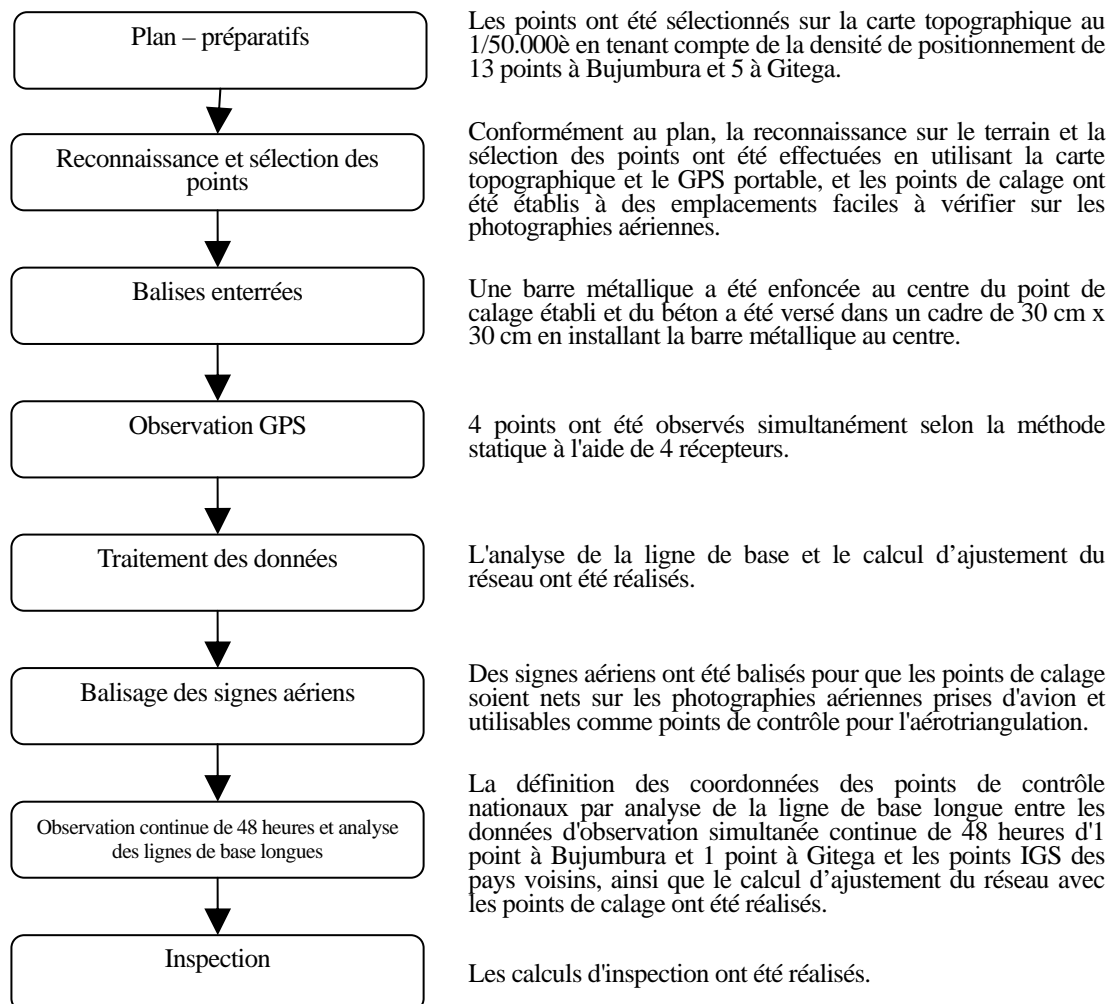 Plan – préparatifs
Les points ont été sélectionnés sur la carte topographique au
1/50.000è en tenant compte de la densité de positionnement de
13 points à Bujumbura et 5 à Gitega.
Reconnaissance et sélection des
points
Conformément au plan, la reconnaissance sur le terrain et la
sélection des points ont été effectuées en utilisant la carte
topographique et le GPS portable, et les points de calage ont
été établis à des emplacements faciles à vérifier sur les
photographies aériennes.
Balises enterrées
Une barre métallique a été enfoncée au centre du point de
calage établi et du béton a été versé dans un cadre de 30 cm x
30 cm en installant la barre métallique au centre.
Observation GPS
4 points ont été observés simultanément selon la méthode
statique à l'aide de 4 récepteurs.
Traitement des données
L'analyse de la ligne de base et le calcul d’ajustement du
réseau ont été réalisés.
Balisage des signes aériens
Des signes aériens ont été balisés pour que les points de calage
soient nets sur les photographies aériennes prises d'avion et
utilisables comme points de contrôle pour l'aérotriangulation.
Observation continue de 48 heures et analyse
des lignes de base longues
La définition des coordonnées des points de contrôle
nationaux par analyse de la ligne de base longue entre les
données d'observation simultanée continue de 48 heures d'1
point à Bujumbura et 1 point à Gitega et les points IGS des
pays voisins, ainsi que le calcul d’ajustement du réseau avec
les points de calage ont été réalisés.
Inspection
Les calculs d'inspection ont été réalisés.